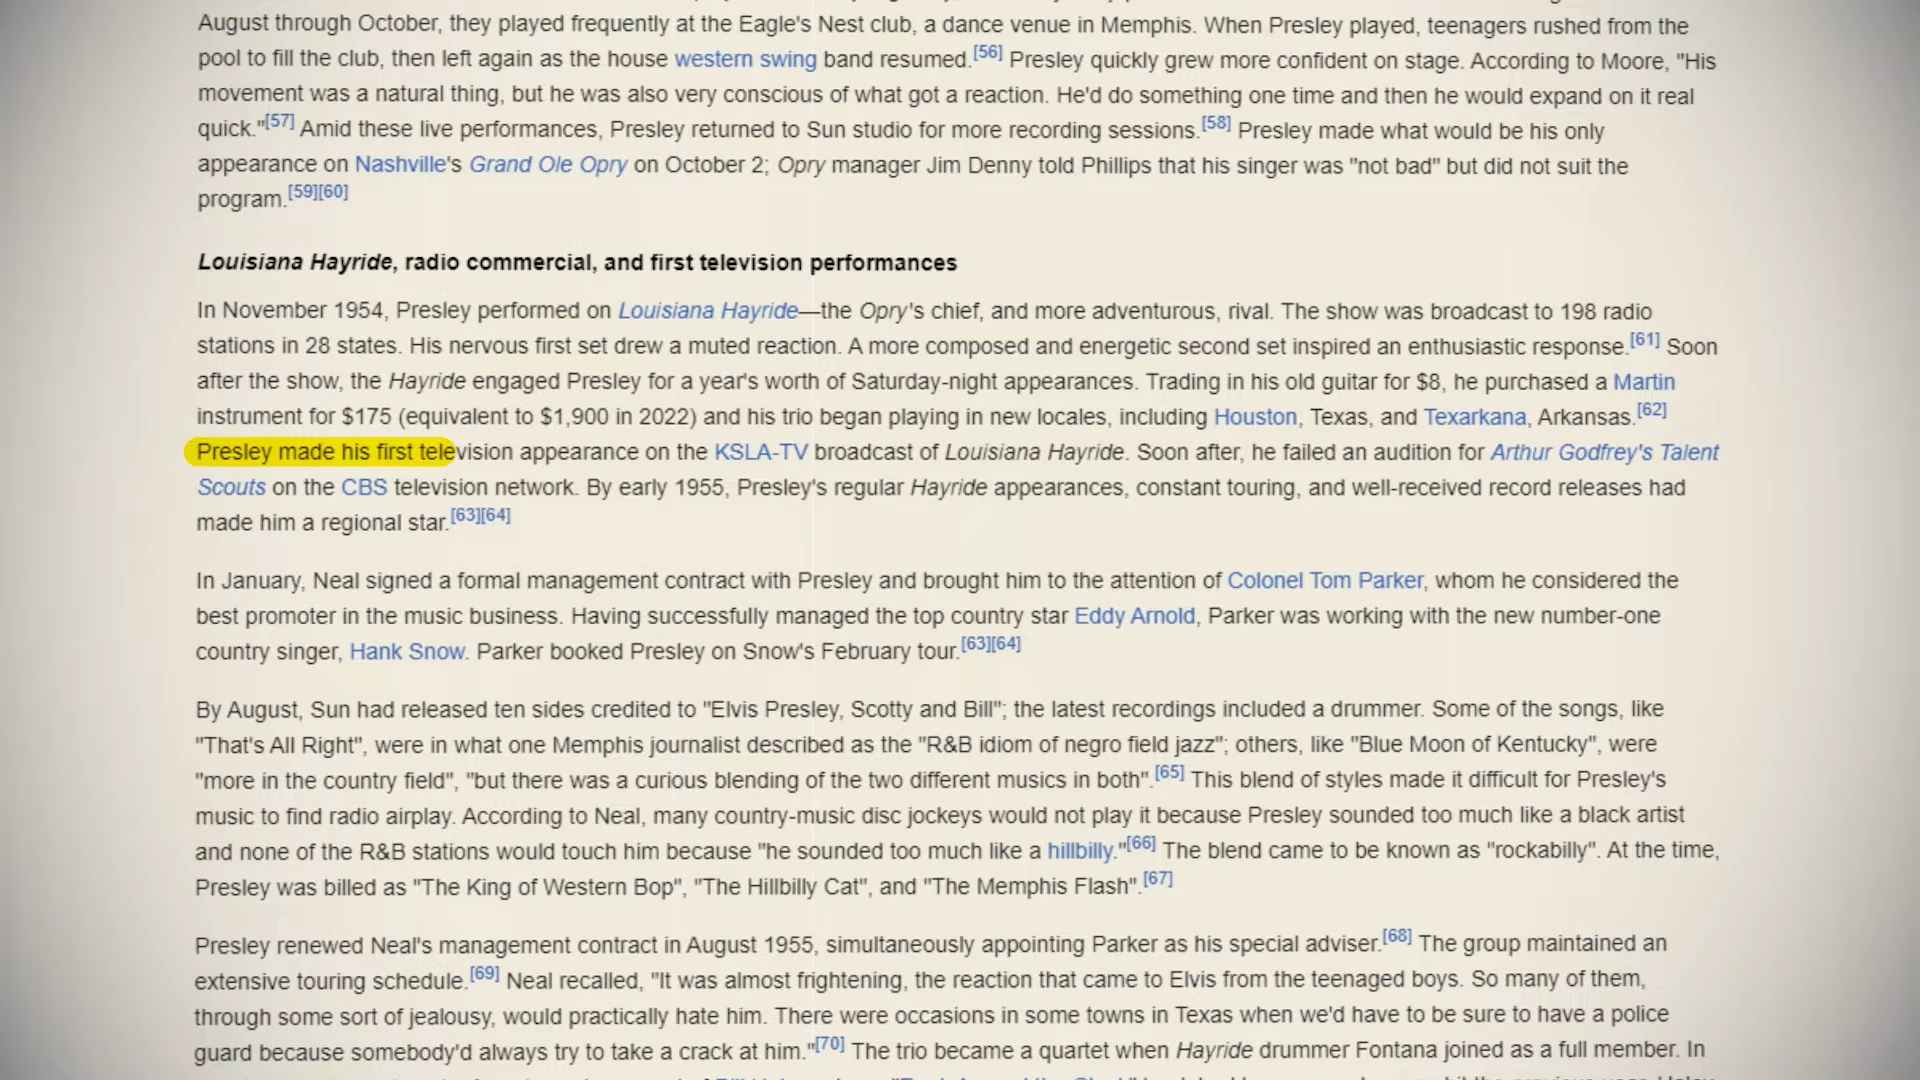 August through October, they played frequently at the Eagle's Nest club, a dance venue in Memphis. When Presley played, teenagers rushed from the
pool to fill the club, then left again as the house western swing band resumed.[56] Presley quickly grew more confident on stage. According to Moore, "His
movement was a natural thing, but he was also very conscious of what got a reaction. He'd do something one time and then he would expand on it real
quick."[57] Amid these live performances, Presley returned to Sun studio for more recording sessions.[58] Presley made what would be his only
appearance on Nashville's Grand Ole Opry on October 2; Opry manager Jim Denny told Phillips that his singer was "not bad" but did not suit the
program.[59][60]
Louisiana Hayride, radio commercial, and first television performances
In November 1954, Presley performed on Louisiana Hayride—the Opry's chief, and more adventurous, rival. The show was broadcast to 198 radio
stations in 28 states. His nervous first set drew a muted reaction. A more composed and energetic second set inspired an enthusiastic response.[61] Soon
after the show, the Hayride engaged Presley for a year's worth of Saturday-night appearances. Trading in his old guitar for $8, he purchased a Martin
instrument for $175 (equivalent to $1,900 in 2022) and his trio began playing in new locales, including Houston, Texas, and Texarkana, Arkansas.[62]
Presley made his first television appearance on the KSLA-TV broadcast of Louisiana Hayride. Soon after, he failed an audition for Arthur Godfrey's Talent
Scouts on the CBS television network. By early 1955, Presley's regular Hayride appearances, constant touring, and well-received record releases had
made him a regional star.[63][64]
In January, Neal signed a formal management contract with Presley and brought him to the attention of Colonel Tom Parker, whom he considered the
best promoter in the music business. Having successfully managed the top country star Eddy Arnold, Parker was working with the new number-one
country singer, Hank Snow. Parker booked Presley on Snow's February tour.[63][64]
By August, Sun had released ten sides credited to "Elvis Presley, Scotty and Bill"; the latest recordings included a drummer. Some of the songs, like
"That's All Right", were in what one Memphis journalist described as the "R&B idiom of negro field jazz"; others, like "Blue Moon of Kentucky", were
"more in the country field", "but there was a curious blending of the two different musics in both".[65] This blend of styles made it difficult for Presley's
music to find radio airplay. According to Neal, many country-music disc jockeys would not play it because Presley sounded too much like a black artist
and none of the R&B stations would touch him because "he sounded too much like a hillbilly."[66] The blend came to be known as "rockabilly". At the time,
Presley was billed as "The King of Western Bop", "The Hillbilly Cat", and "The Memphis Flash".[67]
Presley renewed Neal's management contract in August 1955, simultaneously appointing Parker as his special adviser.[68] The group maintained an
extensive touring schedule.[69] Neal recalled, "It was almost frightening, the reaction that came to Elvis from the teenaged boys. So many of them,
through some sort of jealousy, would practically hate him. There were occasions in some towns in Texas when we'd have to be sure to have a police
guard because somebody'd always try to take a crack at him."[70] The trio became a quartet when Hayride drummer Fontana joined as a full member. In